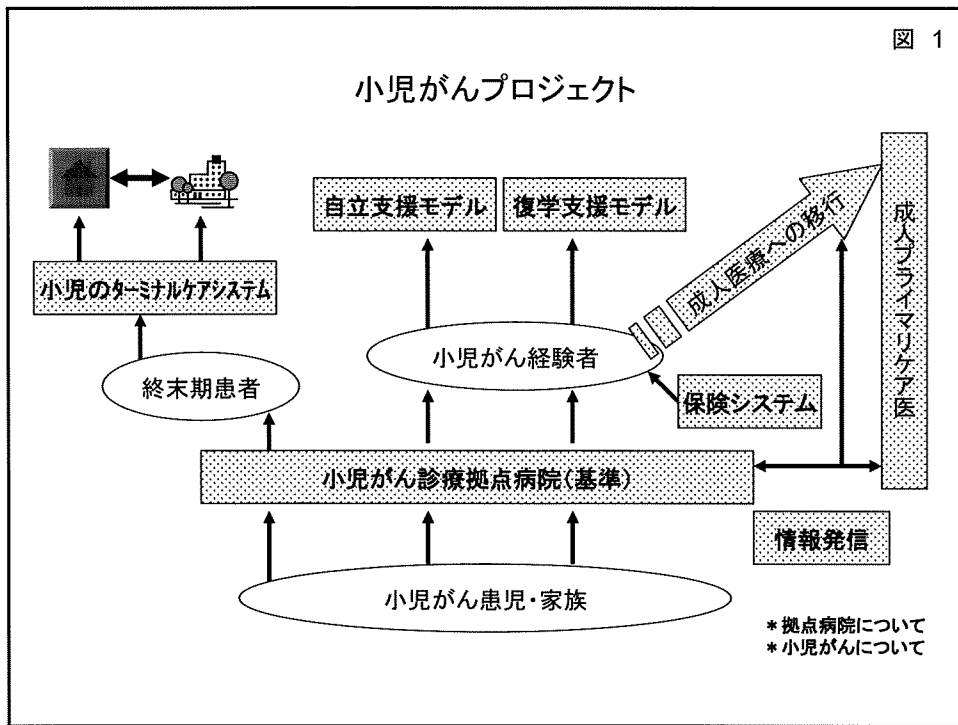 図 1
小児がんプロジェクト
自立支援モデル
復学支援モデル
成人医療への移行
成人プライマリケア医
小児のターミナルケアシステム
小児がん経験者
終末期患者
保険システム
小児がん診療拠点病院(基準)
情報発信
小児がん患児・家族
*拠点病院について
*小児がんについて